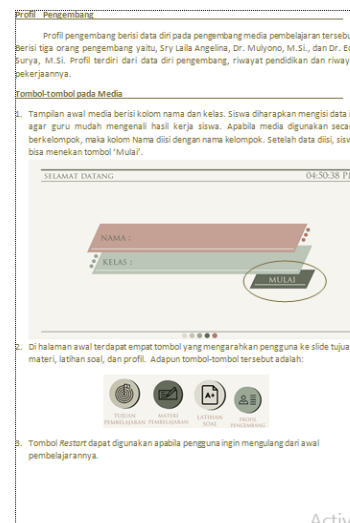 Profil Pengembang
Profil pengembang berisi data diri pada pengembang media pembelajaran tersebu
Berisi tiga orang pengembang yaitu, Sry Laila Angelina, Dr. Mulyono, M.Si., dan Dr. Ed
Surya, M.Si. Profil terdiri dari data diri pengembang, riwayat pendidikan dan riway
pekerjaannya.
Tombol-tombol pada Media
1. Tampilan awal media berisi kolom nama dan kelas. Siswa diharapkan mengisi data i
agar guru mudah mengenali hasil kerja siswa. Apabila media digunakan seca
berkelompok, maka kolom Nama diisi dengan nama kelompok. Setelah data diisi, sisv
bisa menekan tombol ‘Mulai’.
SELAMAT DATANG 04:50:38 P
NAMA :
KELAS :
MULAI
2. Di halaman awal terdapat empat tombol yang mengarahkan pengguna ke slide tujua
materi, latihan soal, dan profil. Adapun tombol-tombol tersebut adalah:
A+
TUJUAN PEMBELAJARAN
MATERI PEMBELAJARAN
LATIHAN SOAL
PROFIL PENGEMBANG
3. Tombol Restart dapat digunakan apabila pengguna ingin mengulang dari awal
pembelajarannya.
Activ